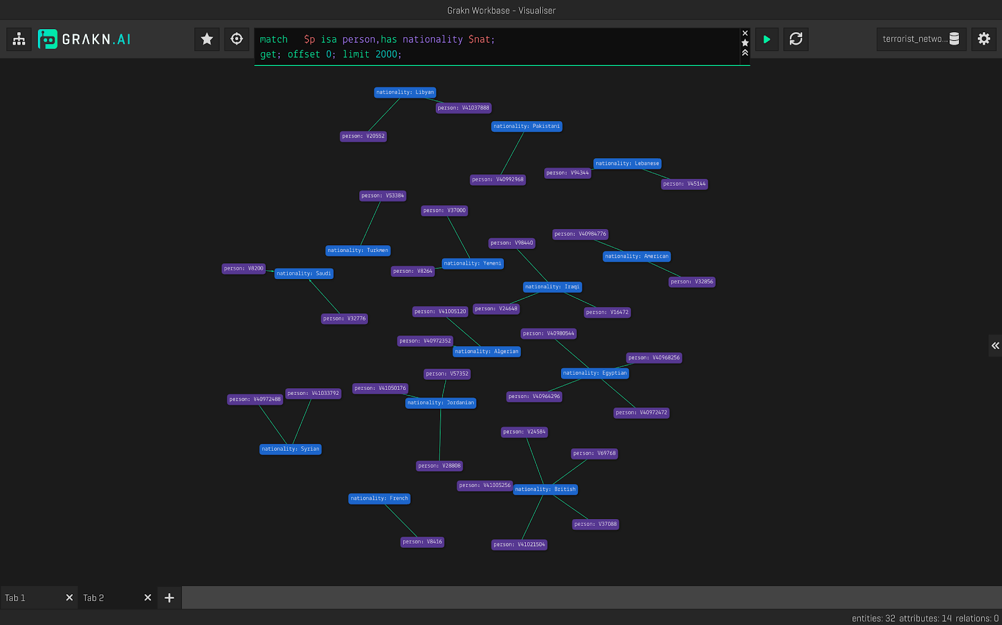 Grakn Workbase - Visualiser
GRAKN.AI
match $p isa person,has nationality $nat;
get; offset 0; limit 2000;
terrorist_netwo...
nationality: Libyan
person: V41037888
nationality: Pakistani
person: V20552
nationality: Lebanese
person: V94344
person: V40992968
person: V45144
person: V53384
person: V37000
person: V40984776
person: V98440
nationality: Turkmen
nationality: American
nationality: Yemeni
person: V8200
nationality: Saudi
person: V8264
person: V32856
nationality: Iraqi
person: V24648
person: V41005120
person: V16472
person: V32776
person: V40980544
person: V40972352
nationality: Algerian
person: V40968256
nationality: Egyptian
person: V57352
person: V41050176
person: V41033792
person: V40964296
person: V40972408
nationality: Jordanian
person: V40972472
person: V24584
nationality: Syrian
person: V69768
person: V28808
person: V41005256
nationality: British
nationality: French
person: V37088
person: V8416
person: V41021504
Tab 1
Tab 2
entities: 32 attributes: 14 relations: 0